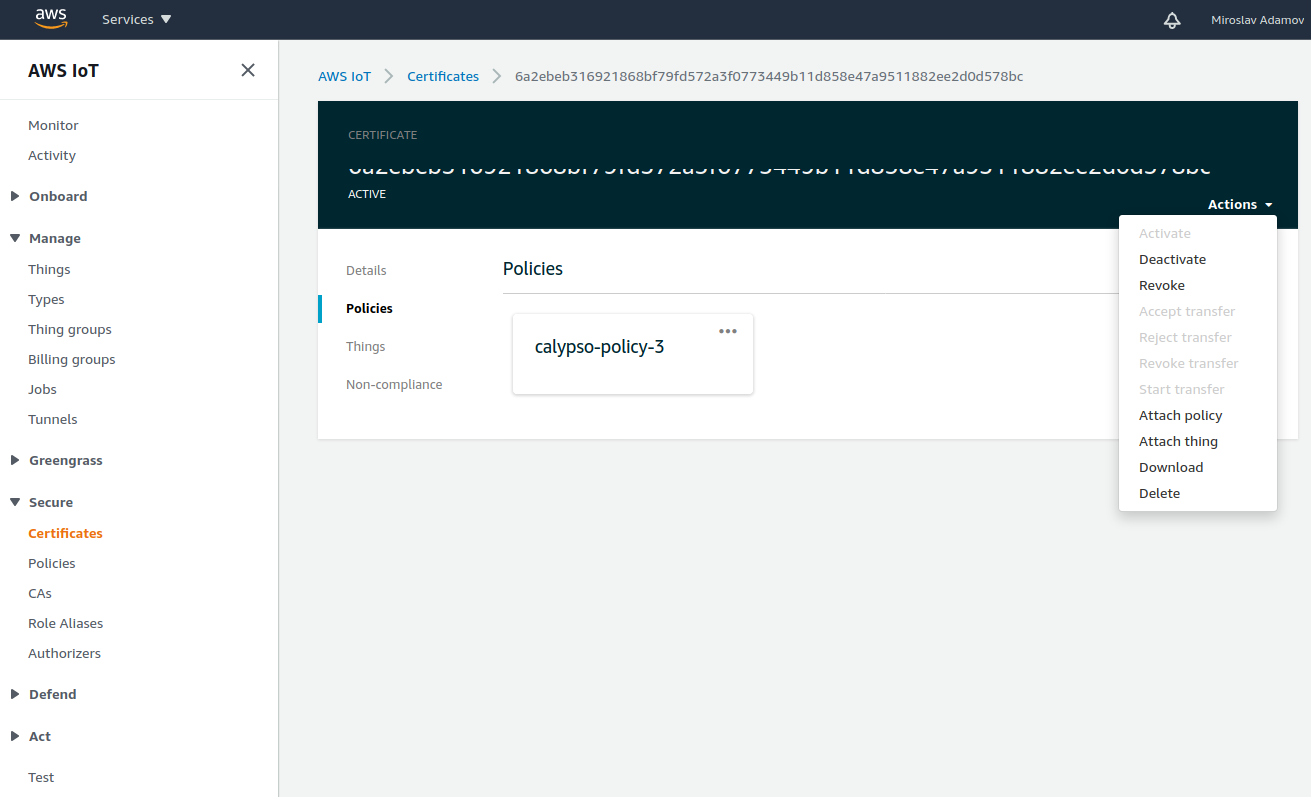 aws
Services
Miroslav Adamov
AWS IoT
Monitor
Activity
Onboard
Manage
Things
Types
Thing groups
Billing groups
Jobs
Tunnels
Greengrass
Secure
Certificates
Policies
CAs
Role Aliases
Authorizers
Defend
Act
Test
AWS IoT
Certificates
6a2ebeb316921868bf79fd572a3f0773449b11d858e47a9511882ee2d0d578bc
CERTIFICATE
6a2ebeb316921868bf79fd572a3f0773449b11d858e47a9511882ee2d0d578bc
ACTIVE
Actions
Activate
Deactivate
Revoke
Accept transfer
Reject transfer
Revoke transfer
Start transfer
Attach policy
Attach thing
Download
Delete
Details
Policies
Things
Non-compliance
Policies
calypso-policy-3